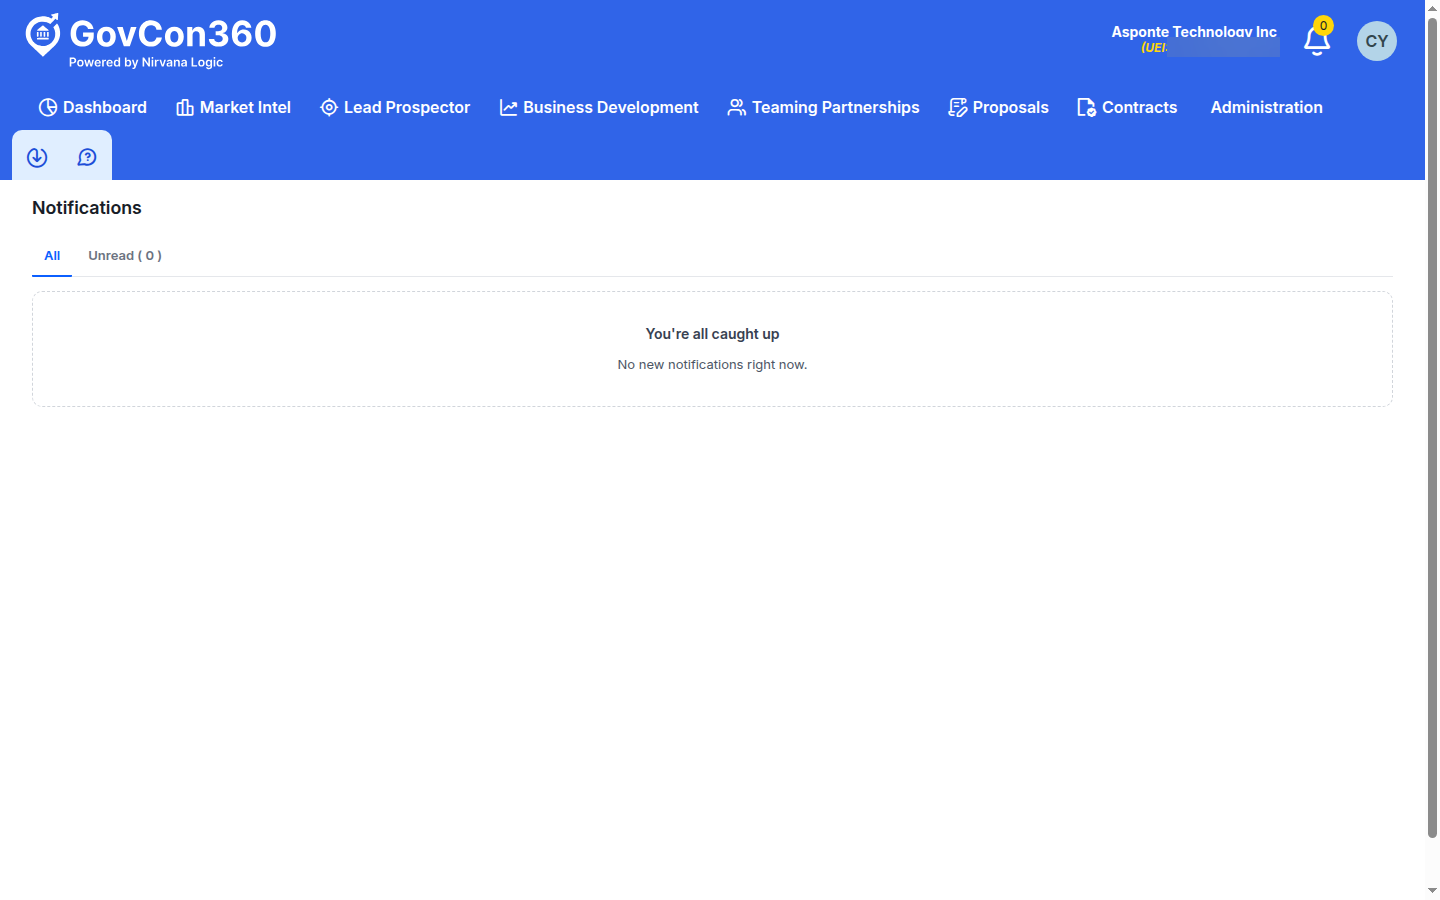 GovCon360
Powered by Nirvana Logic
Asponte Technology Inc
(UEI:
0
CY
Dashboard
Market Intel
Lead Prospector
Business Development
Teaming Partnerships
Proposals
Contracts
Administration
Notifications
All
Unread ( 0 )
You're all caught up
No new notifications right now.